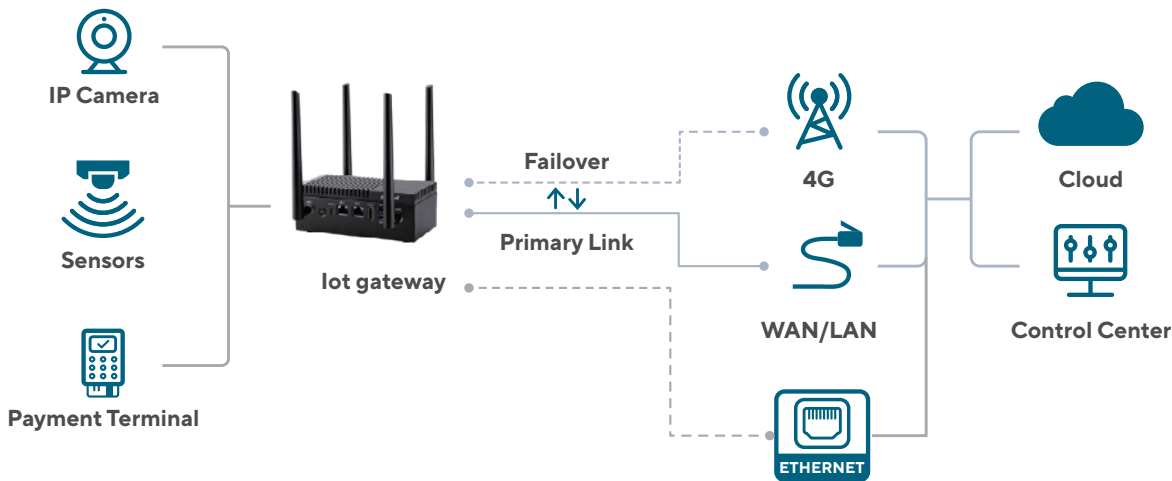 IP Camera
Sensors
Payment Terminal
Iot gateway
Failover
Primary Link
4G
WAN/LAN
ETHERNET
Cloud
Control Center